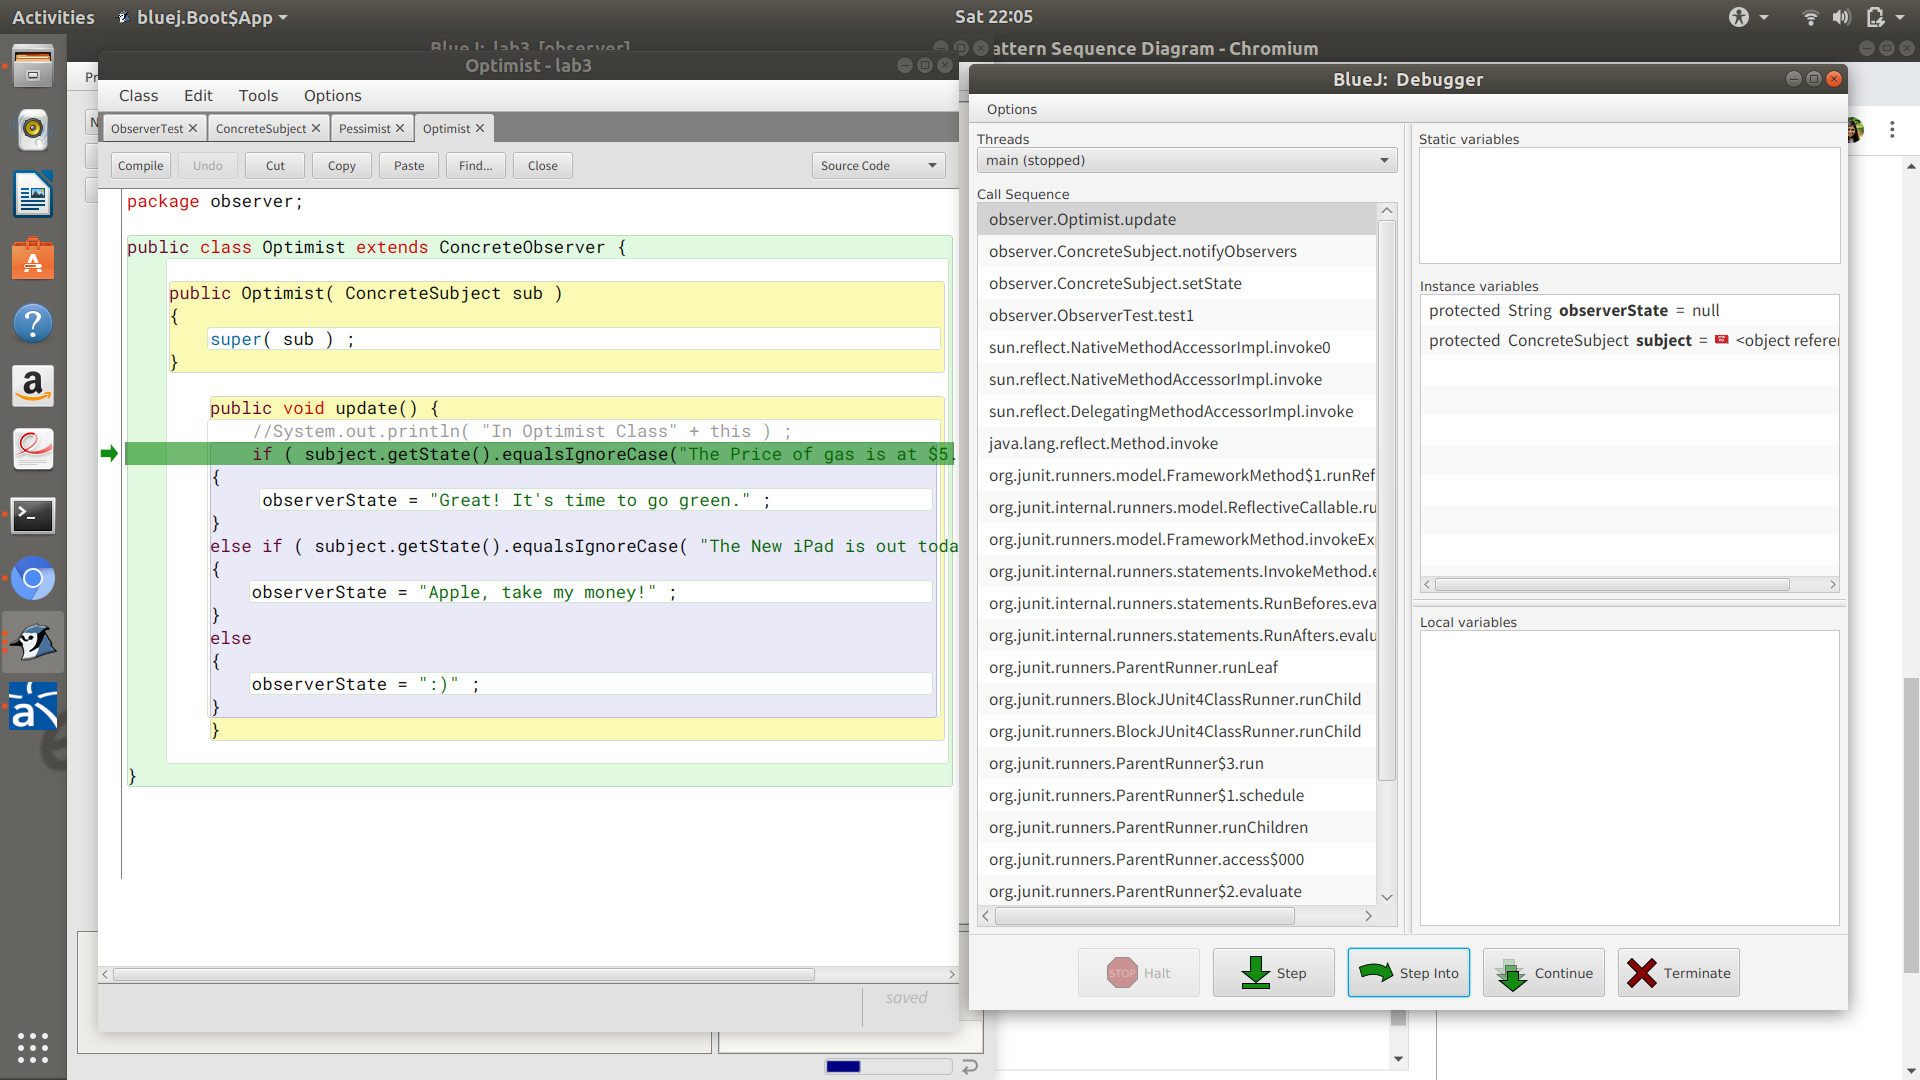 Activities
bluej.Boot$App
Sat 22:05
BlueJ: lab3 [observer]
attern Sequence Diagram - Chromium
Optimist - lab3
Class Edit Tools Options
ObserverTest ConcreteSubject Pessimist Optimist
Compile Undo Cut Copy Paste Find... Close Source Code
package observer;
public class Optimist extends ConcreteObserver {
public Optimist( ConcreteSubject sub )
{
super( sub ) ;
}
public void update() {
//System.out.println( "In Optimist Class" + this ) ;
if ( subject.getState().equalsIgnoreCase("The Price of gas is at $5.
{
observerState = "Great! It's time to go green." ;
}
else if ( subject.getState().equalsIgnoreCase( "The New iPad is out toda
{
observerState = "Apple, take my money!" ;
}
else
{
observerState = ":)" ;
}
}
}
saved
BlueJ: Debugger
Options
Threads
main (stopped)
Call Sequence
observer.Optimist.update
observer.ConcreteSubject.notifyObservers
observer.ConcreteSubject.setState
observer.ObserverTest.test1
sun.reflect.NativeMethodAccessorImpl.invoke0
sun.reflect.NativeMethodAccessorImpl.invoke
sun.reflect.DelegatingMethodAccessorImpl.invoke
java.lang.reflect.Method.invoke
org.junit.runners.model.FrameworkMethod$1.runRef
org.junit.internal.runners.model.ReflectiveCallable.ru
org.junit.runners.model.FrameworkMethod.invokeEx
org.junit.internal.runners.statements.InvokeMethod.e
org.junit.internal.runners.statements.RunBefores.eva
org.junit.internal.runners.statements.RunAfters.evalu
org.junit.runners.ParentRunner.runLeaf
org.junit.runners.BlockJUnit4ClassRunner.runChild
org.junit.runners.BlockJUnit4ClassRunner.runChild
org.junit.runners.ParentRunner$3.run
org.junit.runners.ParentRunner$1.schedule
org.junit.runners.ParentRunner.runChildren
org.junit.runners.ParentRunner.access$000
org.junit.runners.ParentRunner$2.evaluate
Static variables
Instance variables
protected String observerState = null
protected ConcreteSubject subject = <object refere
Local variables
STOP Halt Step Step Into Continue Terminate